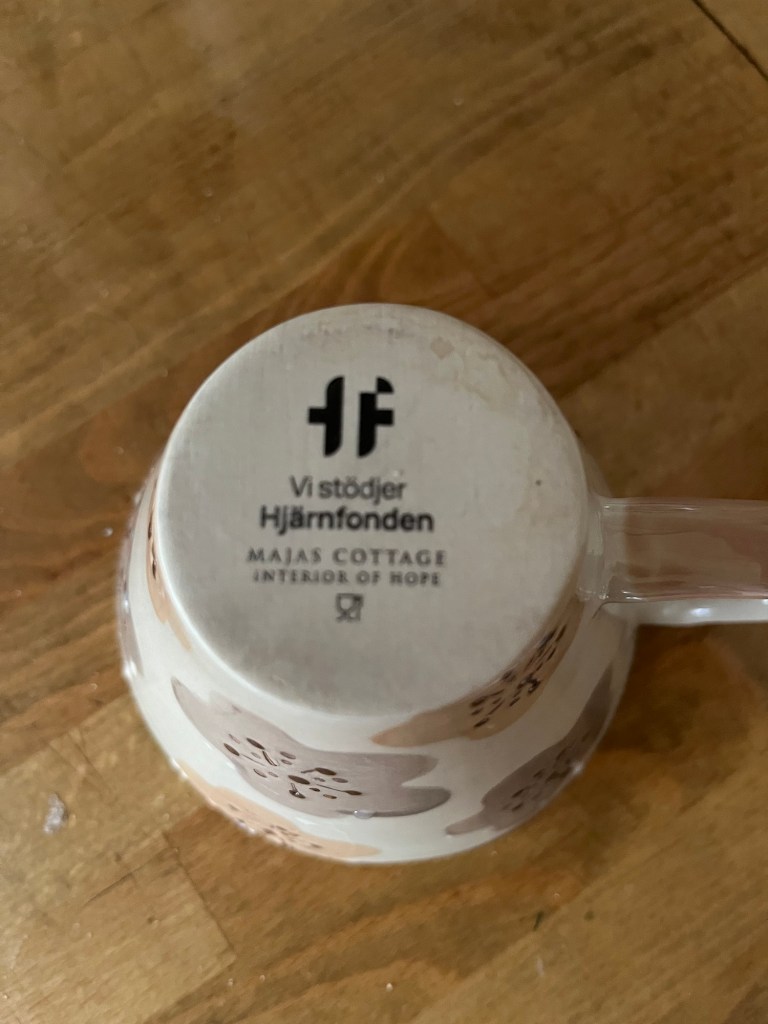 Vi stödjer
Hjärnfonden
MAJAS COTTAGE
INTERIOR OF HOPE